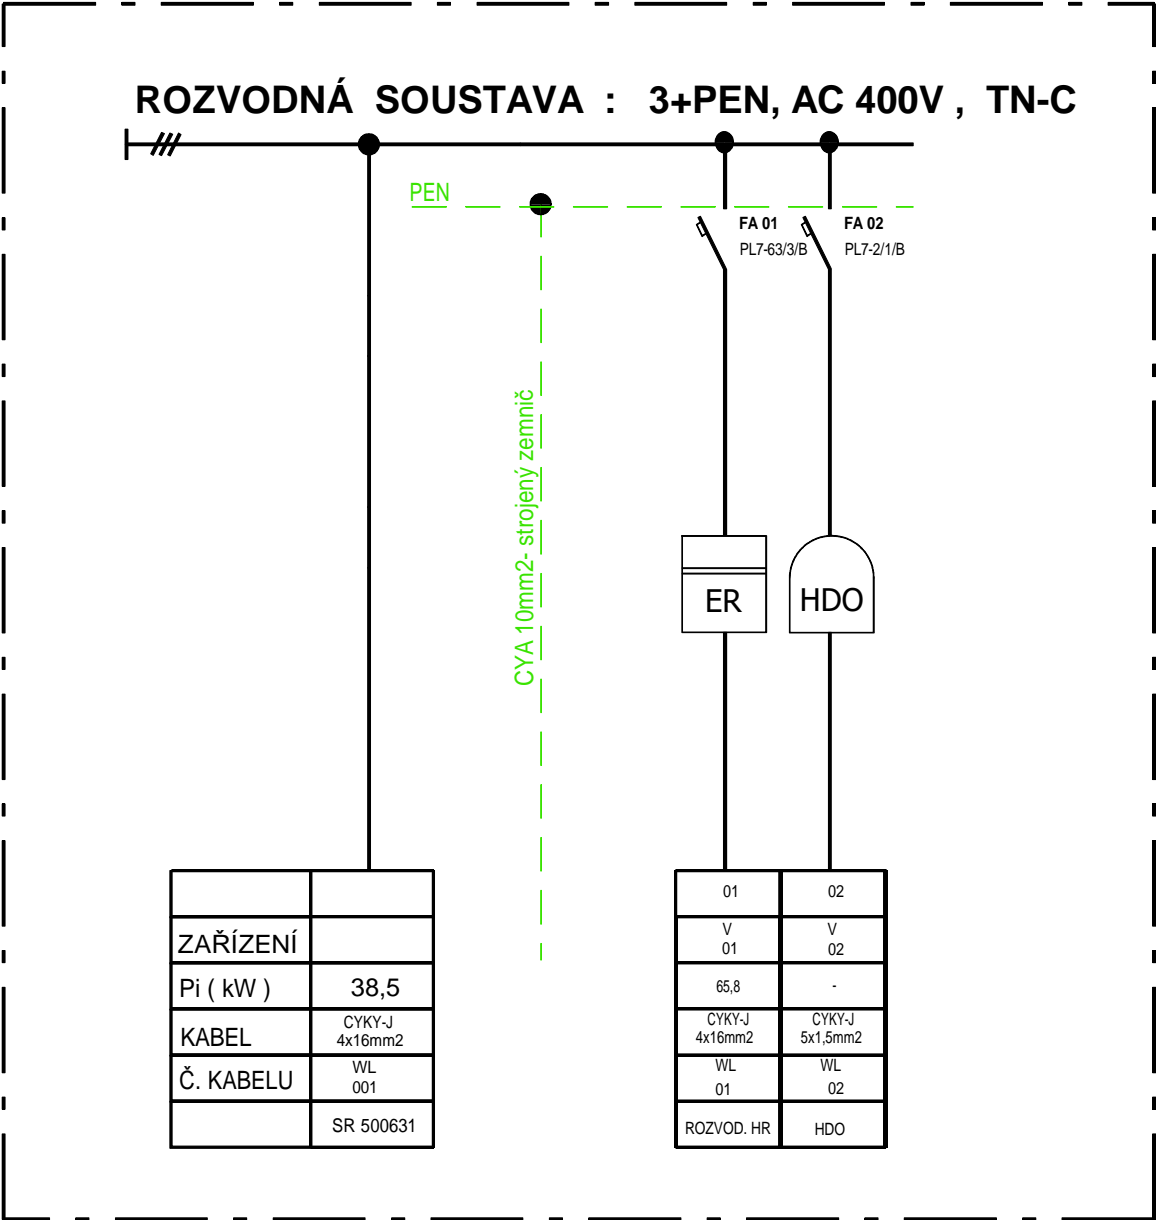 ROZVODNÁ SOUSTAVA : 3+PEN, AC 400V , TN-C
PEN
FA 01
PL7-63/3/B
FA 02
PL7-2/1/B
CYA 10mm2- strojený zemnič
ER
HDO
ZAŘÍZENÍ
Pi ( kW ) 38,5
KABEL
CYKY-J
4x16mm2
Č. KABELU
WL
001
SR 500631
01 02
V V
01 02
65,8 -
CYKY-J CYKY-J
4x16mm2 5x1,5mm2
WL WL
01 02
ROZVOD. HR HDO